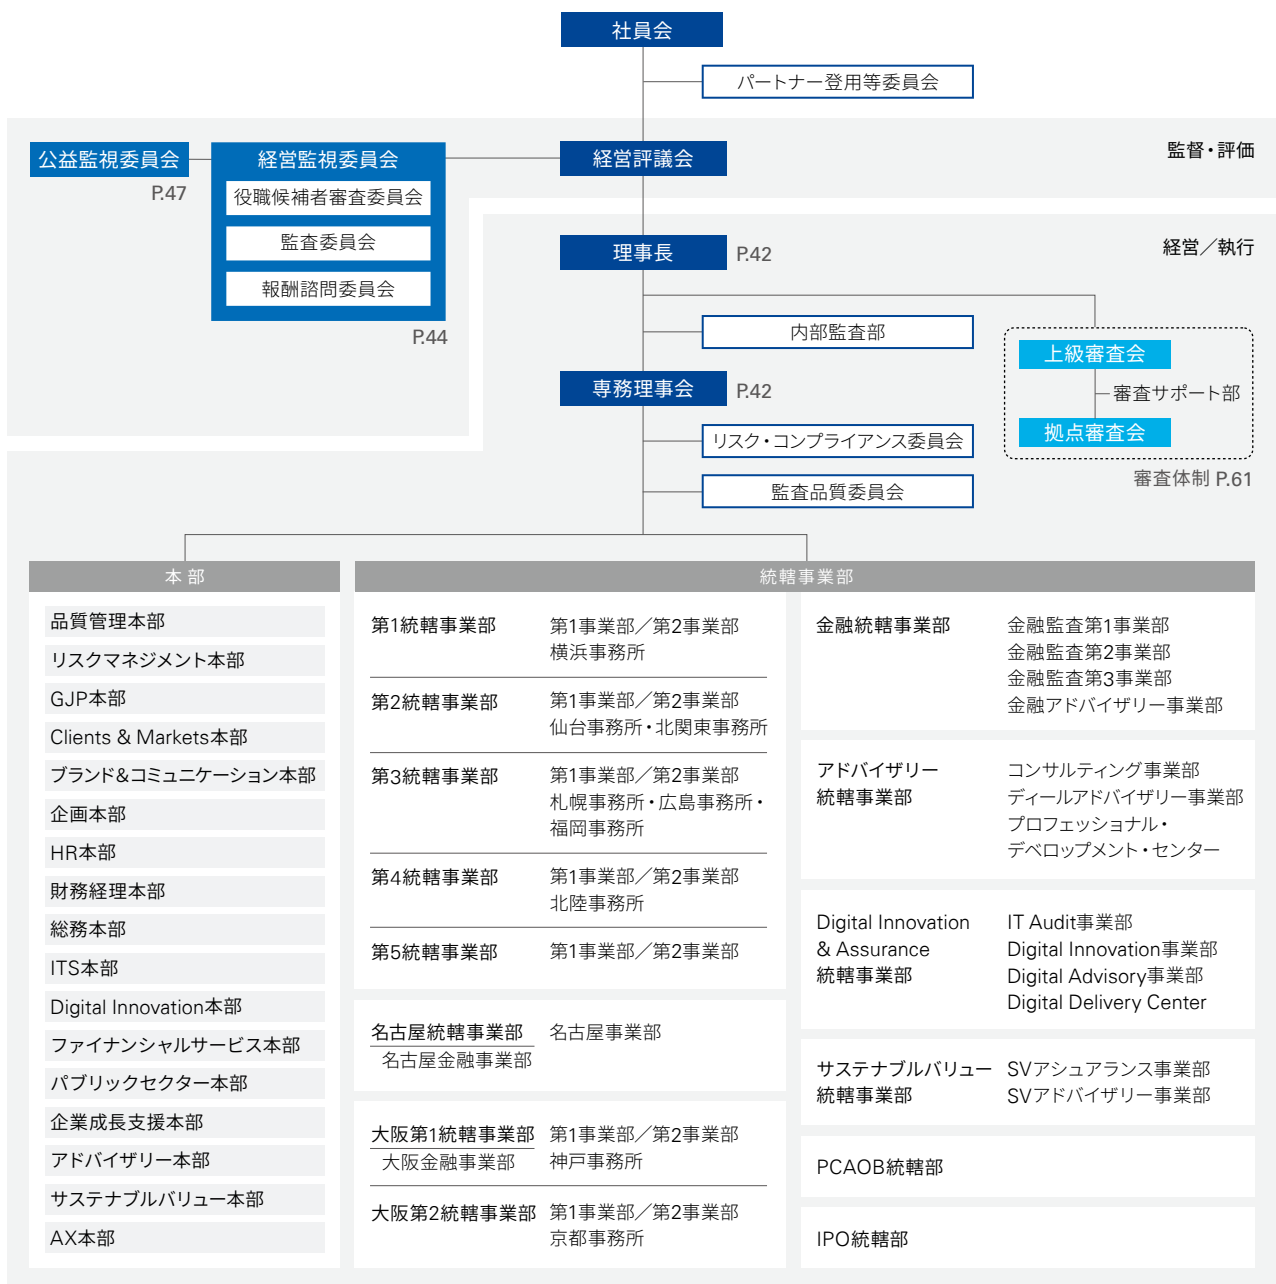 社員会
パートナー登用等委員会
監督・評価
公益監視委員会
P.47
経営監視委員会
役職候補者審査委員会
監査委員会
報酬諮問委員会
P.44
経営評議会
経営／執行
理事長
P.42
内部監査部
上級審査会
審査サポート部
拠点審査会
審査体制 P.61
専務理事会
P.42
リスク・コンプライアンス委員会
監査品質委員会
本部
品質管理本部
リスクマネジメント本部
GJP本部
Clients & Markets本部
ブランド&コミュニケーション本部
企画本部
HR本部
財務経理本部
総務本部
ITS本部
Digital Innovation本部
ファイナンシャルサービス本部
パブリックセクター本部
企業成長支援本部
アドバイザリー本部
サステナブルバリュー本部
AX本部
統轄事業部
第1統轄事業部
第1事業部／第2事業部
横浜事務所
第2統轄事業部
第1事業部／第2事業部
仙台事務所・北関東事務所
第3統轄事業部
第1事業部／第2事業部
札幌事務所・広島事務所・
福岡事務所
第4統轄事業部
第1事業部／第2事業部
北陸事務所
第5統轄事業部
第1事業部／第2事業部
名古屋統轄事業部
名古屋金融事業部
名古屋事業部
大阪第1統轄事業部
大阪金融事業部
第1事業部／第2事業部
神戸事務所
大阪第2統轄事業部
第1事業部／第2事業部
京都事務所
金融統轄事業部
金融監査第1事業部
金融監査第2事業部
金融監査第3事業部
金融アドバイザリー事業部
アドバイザリー
統轄事業部
コンサルティング事業部
ディールアドバイザリー事業部
プロフェッショナル・
デベロップメント・センター
Digital Innovation
& Assurance
統轄事業部
IT Audit事業部
Digital Innovation事業部
Digital Advisory事業部
Digital Delivery Center
サステナブルバリュー
統轄事業部
SVアシュアランス事業部
SVアドバイザリー事業部
PCAOB統轄部
IPO統轄部